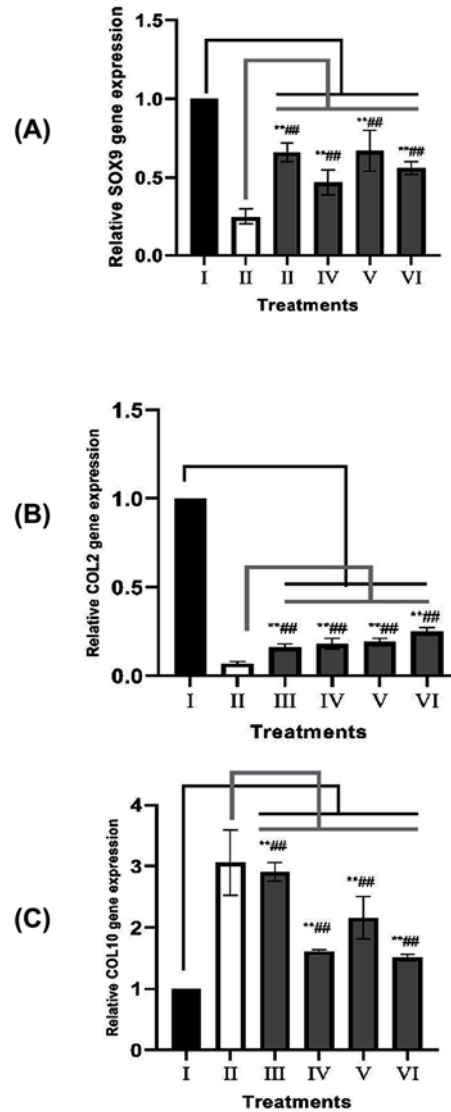 (A)
Relative SOX9 gene expression
1.5
1.0
0.5
0.0
**## **## **## **##
I II II IV V VI
Treatments
(B)
Relative COL2 gene expression
1.5
1.0
0.5
0.0
**## **## **## **##
I II III IV V VI
Treatments
(C)
Relative COL10 gene expression
4
3
2
1
0
**## **## **## **##
I II III IV V VI
Treatments